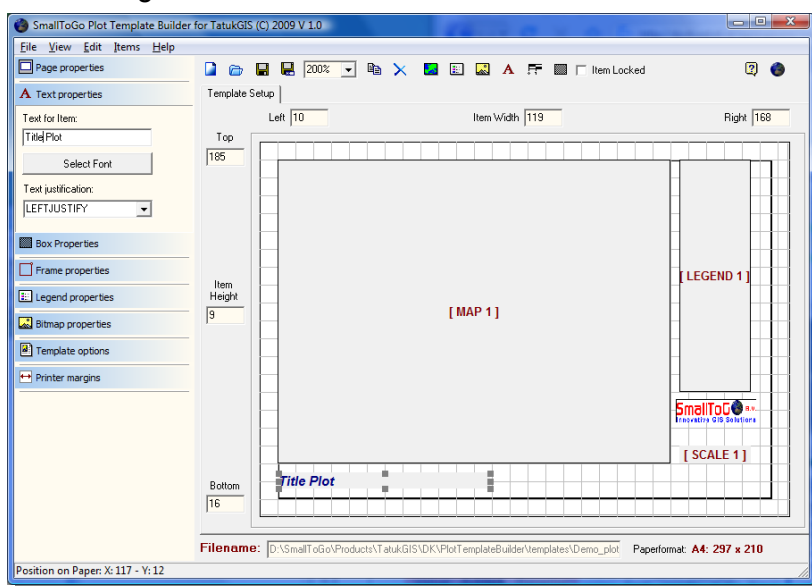 SmallToGo Plot Template Builder for TatukGIS (C) 2009 V 1.0
File View Edit Items Help
Page properties
200%
A
Item Locked
Text properties
Template Setup
Text for Item:
Left 10
Item Width 119
Right 168
Title Plot
Top
185
Select Font
Text justification:
LEFTJUSTIFY
Box Properties
Frame properties
Legend properties
Bitmap properties
Template options
Printer margins
Item
Height
9
[ MAP 1 ]
[ LEGEND 1 ]
SmallToGo B.V.
Innovative GIS Solutions
[ SCALE 1 ]
Title Plot
Bottom
16
Filename: D:\SmallToGo\Products\TatukGIS\DK\PlotTemplateBuilder\templates\Demo_plot
Paperformat: A4: 297 x 210
Position on Paper: X: 117 - Y: 12